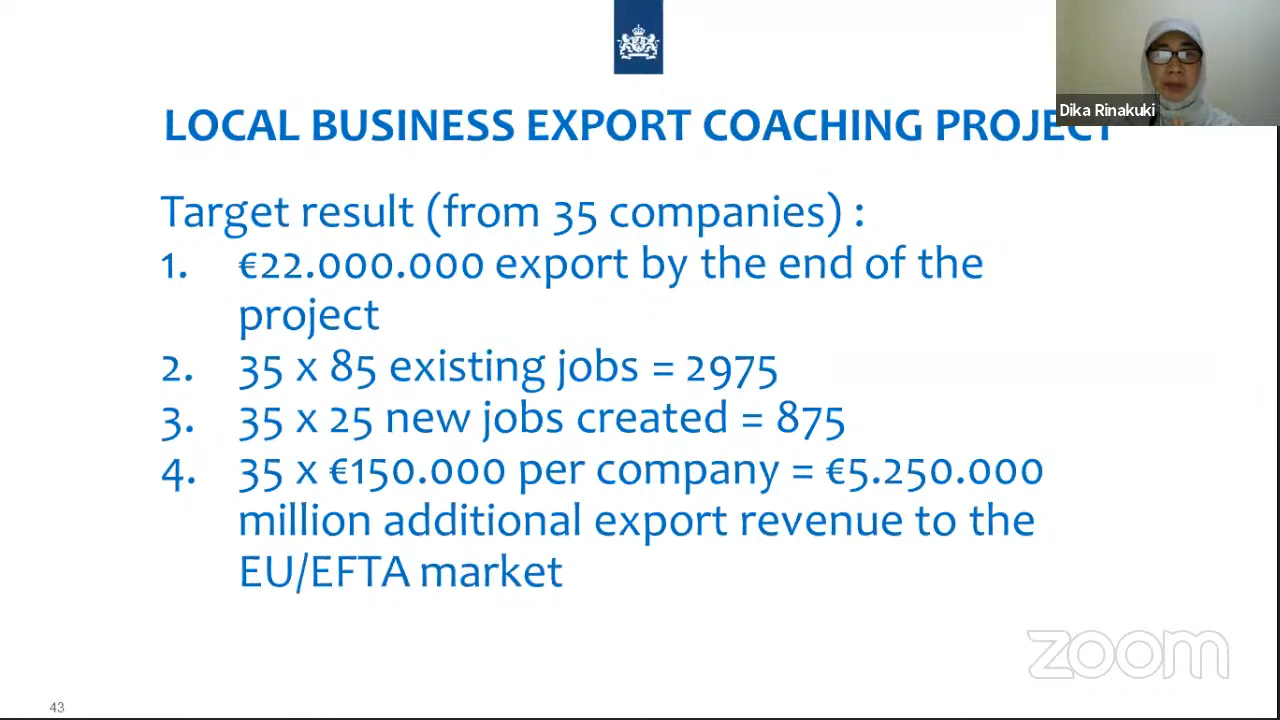 Dika Rinakuki
LOCAL BUSINESS EXPORT COACHING PROJECT
Target result (from 35 companies) :
1. €22.000.000 export by the end of the
project
2. 35 x 85 existing jobs = 2975
3. 35 x 25 new jobs created = 875
4. 35 x €150.000 per company = €5.250.000
million additional export revenue to the
EU/EFTA market
zoom
43